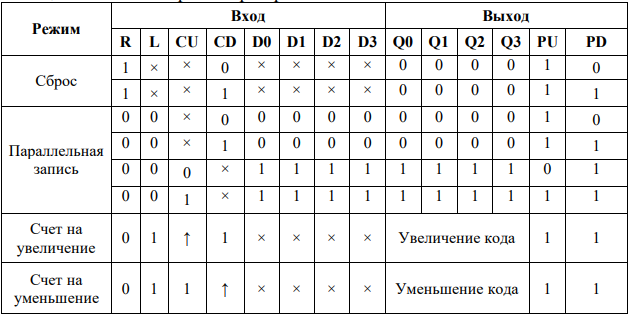 Режим Вход Выход
R L CU CD D0 D1 D2 D3 Q0 Q1 Q2 Q3 PU PD
Сброс 1 × × 0 × × × × 0 0 0 0 1 0
1 × × 1 × × × × 0 0 0 0 1 1
Параллельная запись 0 0 × 0 0 0 0 0 0 0 0 0 1 0
0 0 × 1 0 0 0 0 0 0 0 0 1 1
0 0 0 × 1 1 1 1 1 1 1 1 0 1
0 0 1 × 1 1 1 1 1 1 1 1 1 1
Счет на увеличение 0 1 ↑ 1 × × × × Увеличение кода 1 1
Счет на уменьшение 0 1 1 ↑ × × × × Уменьшение кода 1 1